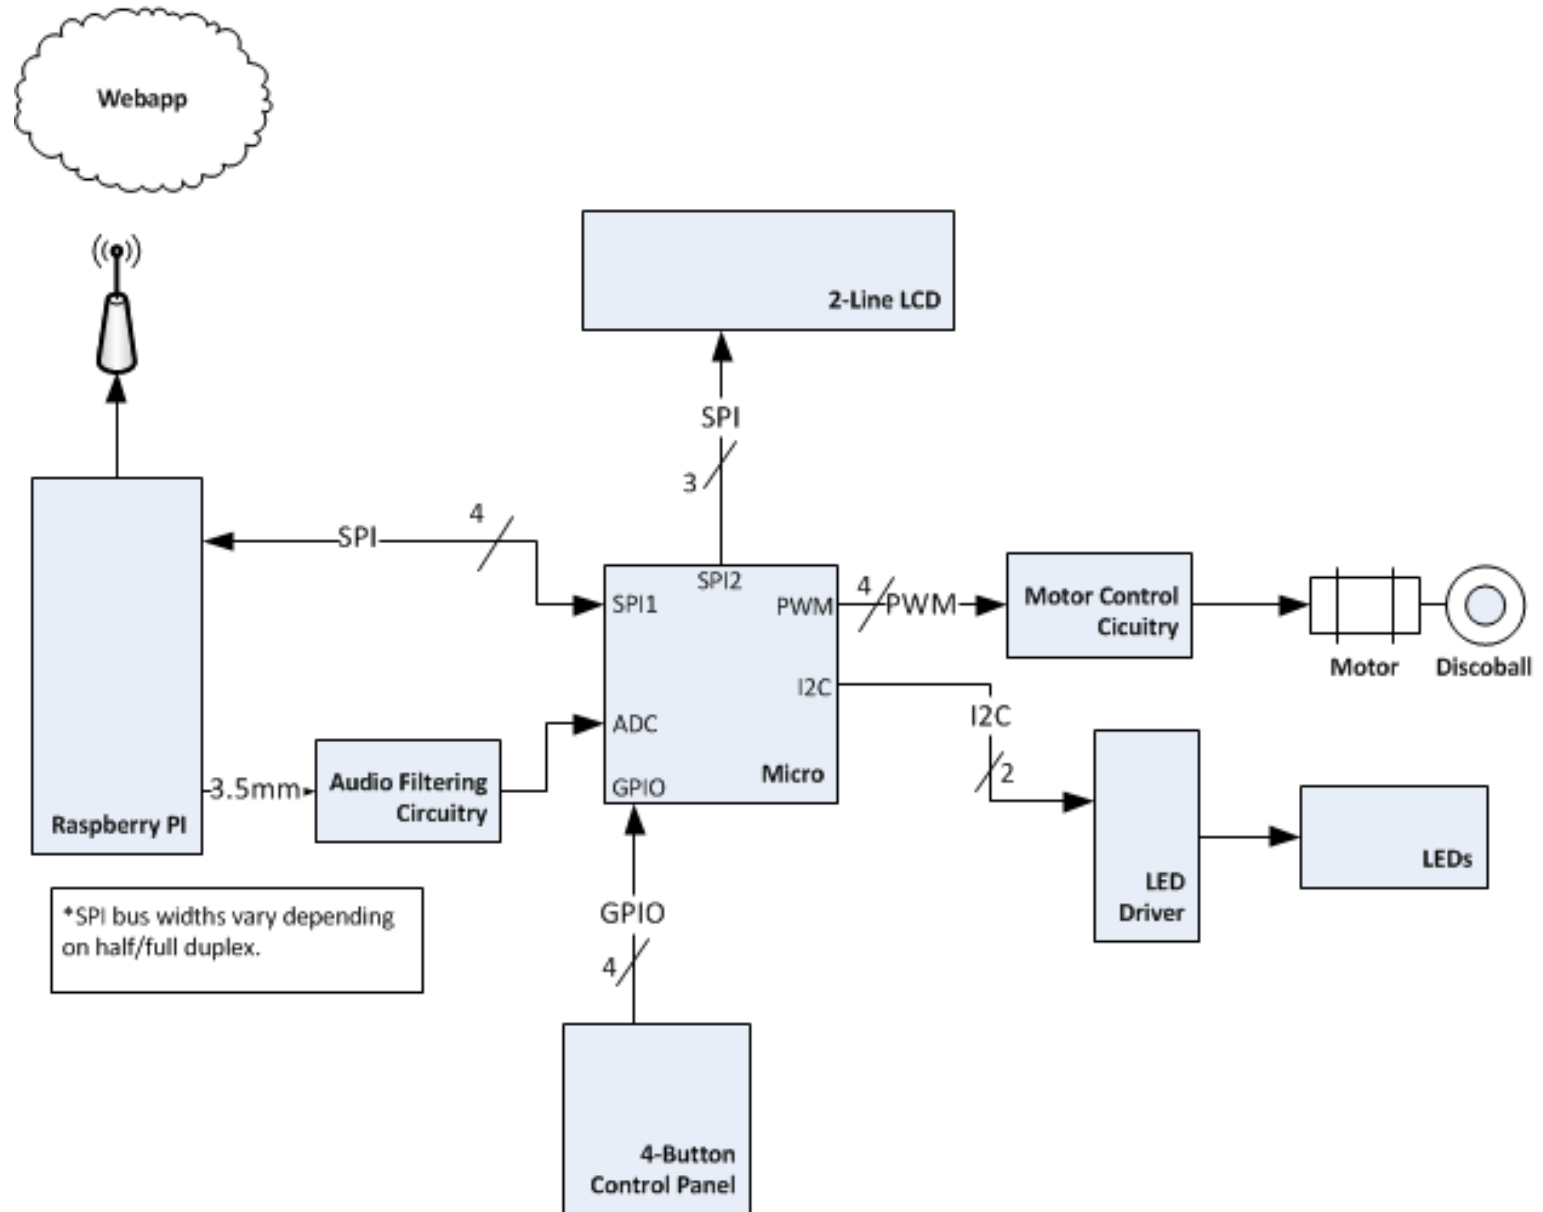 Webapp
2-Line LCD
SPI
3
4
SPI
SPI2
SPI1
PWM
4
PWM
Motor Control
Cicuitry
Motor
Discoball
I2C
I2C
2
ADC
GPIO
Micro
3.5mm
Audio Filtering
Circuitry
Raspberry PI
LED
Driver
LEDs
*SPI bus widths vary depending
on half/full duplex.
GPIO
4
4-Button
Control Panel